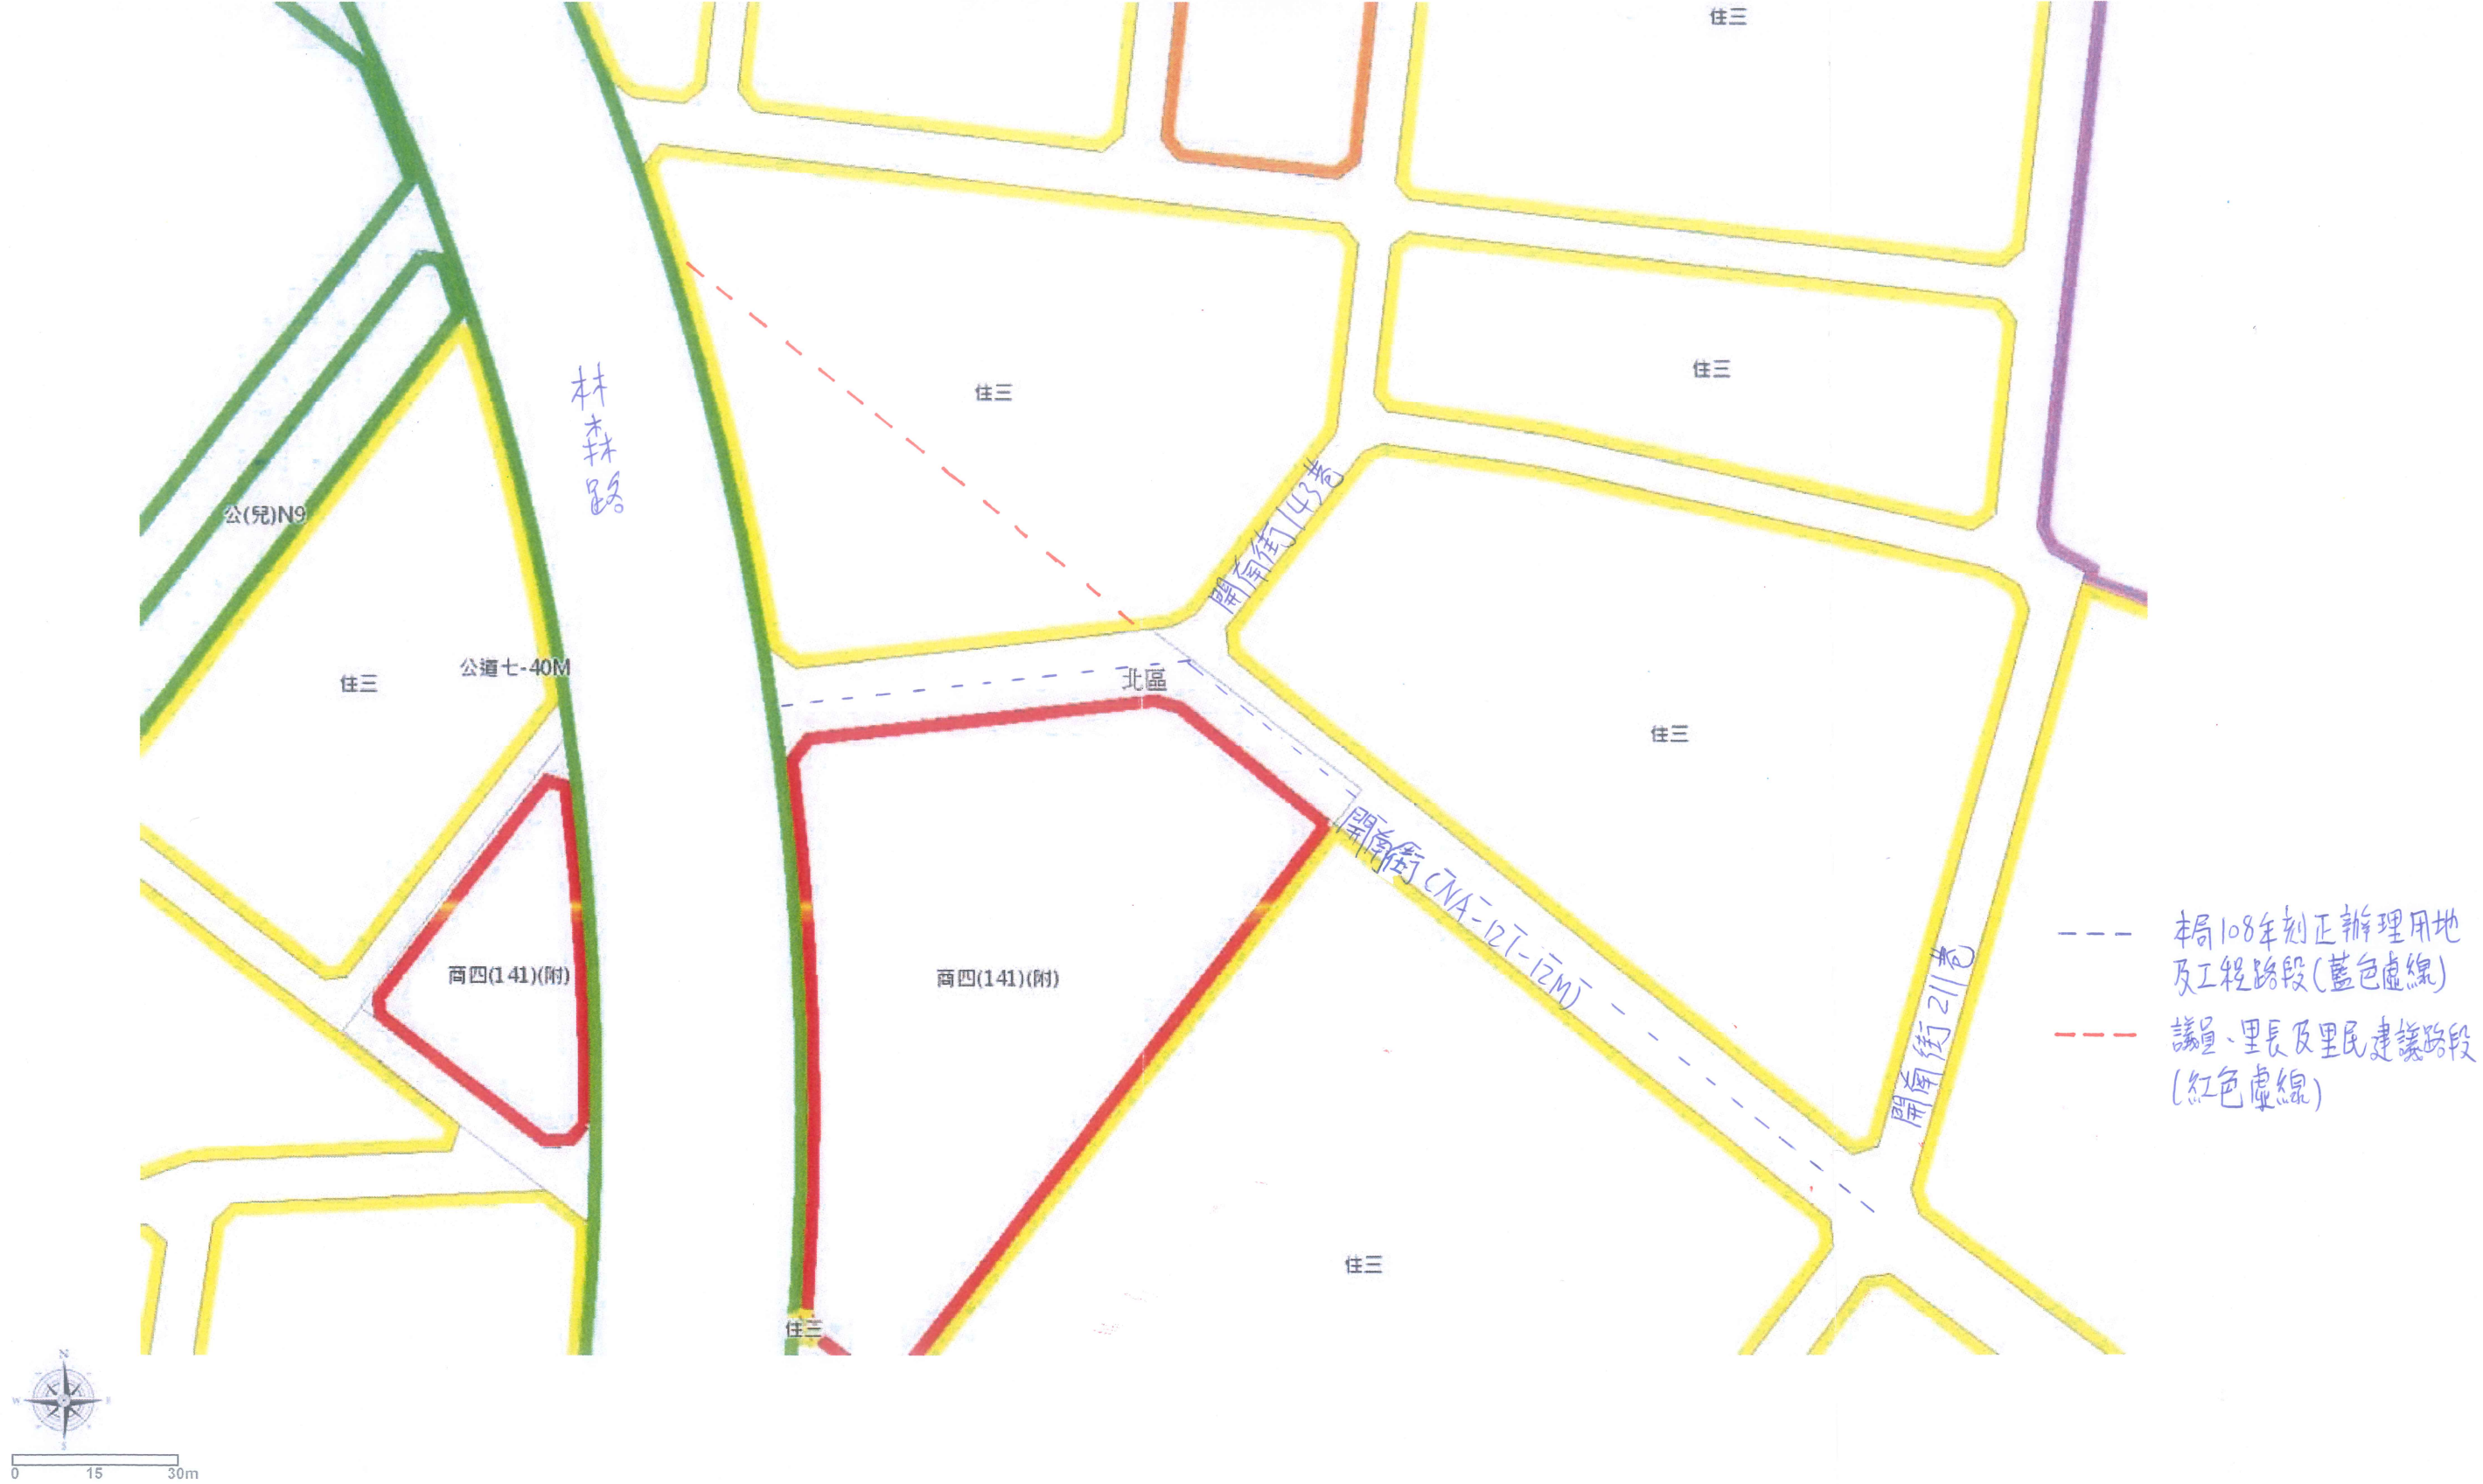 住三
住三
住三
林森路
開南街143巷
公(兒)N9
公道七-40M
住三
北區
住三
開南街(NA-121-12M)
商四(141)(附)
商四(141)(附)
開南街211巷
本局108年刻正辦理用地
及工程路段(藍色虛線)
議員、里長及里民建議路段
(紅色虛線)
住三
住三
N
W
E
S
0 15 30m